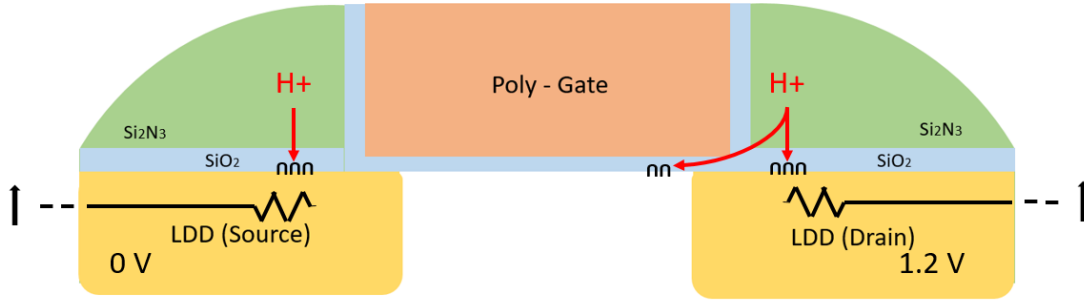 H+
Poly - Gate
H+
Si2N3
Si2N3
SiO2
SiO2
LDD (Source)
LDD (Drain)
0 V
1.2 V